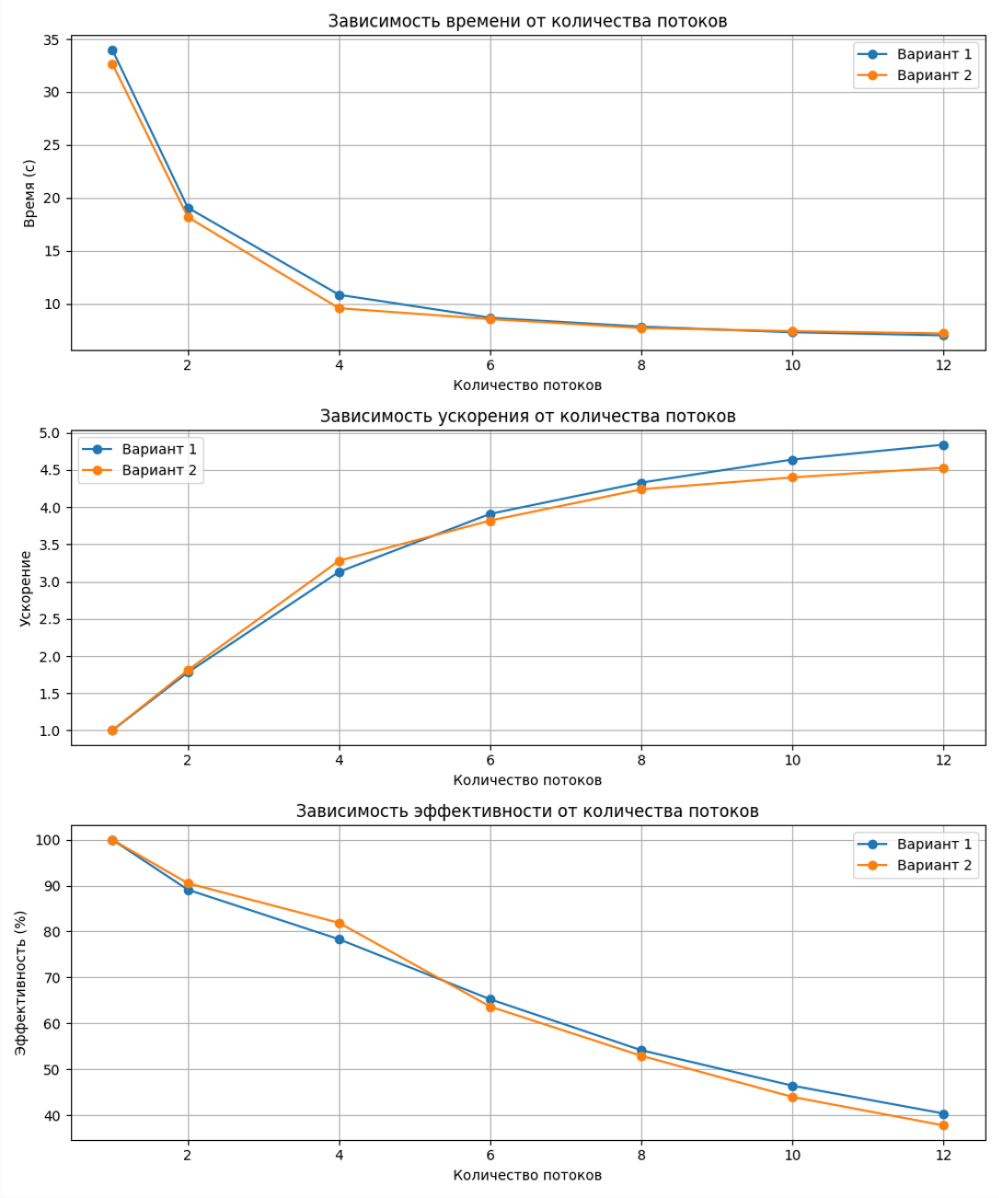 Зависимость времени от количества потоков
Время (с)
35
30
25
20
15
10
Вариант 1
Вариант 2
2 4 6 8 10 12
Количество потоков
Зависимость ускорения от количества потоков
Ускорение
5.0
4.5
4.0
3.5
3.0
2.5
2.0
1.5
1.0
Вариант 1
Вариант 2
2 4 6 8 10 12
Количество потоков
Зависимость эффективности от количества потоков
Эффективность (%)
100
90
80
70
60
50
40
Вариант 1
Вариант 2
2 4 6 8 10 12
Количество потоков